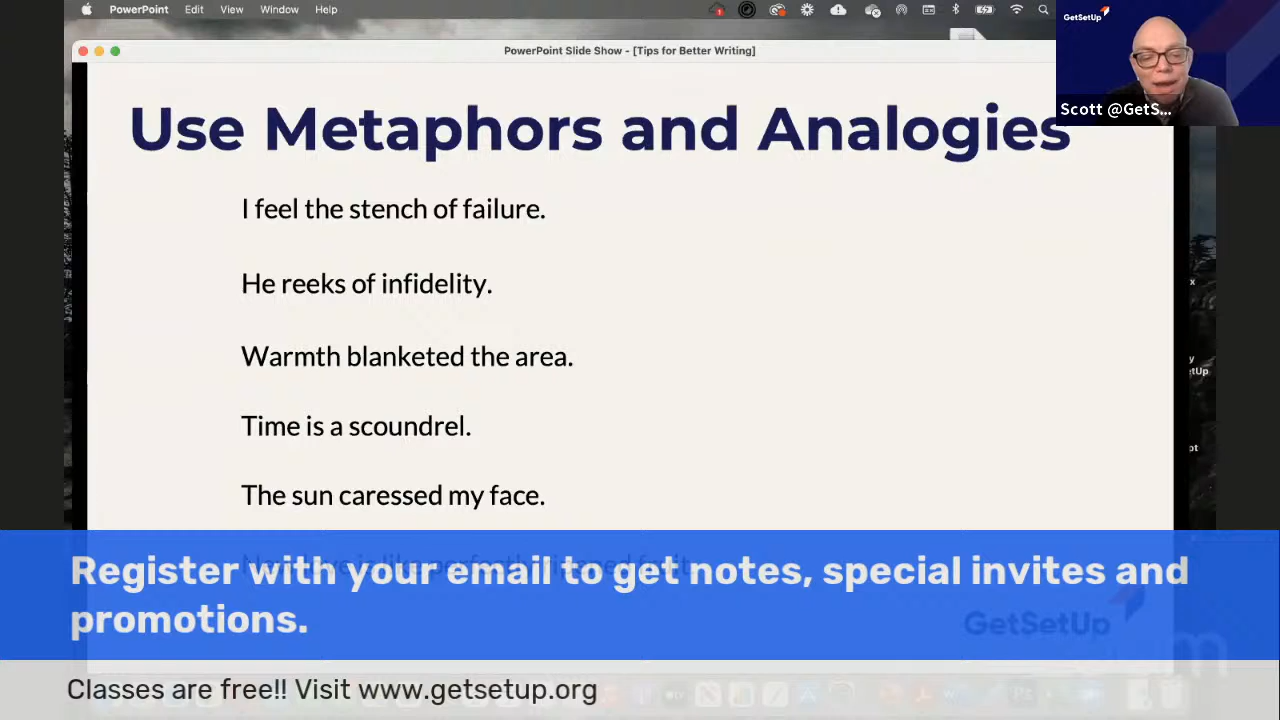 PowerPoint Edit View Window Help
GetSetUp
PowerPoint Slide Show - [Tips for Better Writing]
Scott @GetS...
Use Metaphors and Analogies
I feel the stench of failure.
He reeks of infidelity.
Warmth blanketed the area.
Time is a scoundrel.
The sun caressed my face.
Register with your email to get notes, special invites and
promotions.
GetSetUp
Classes are free!! Visit www.getsetup.org